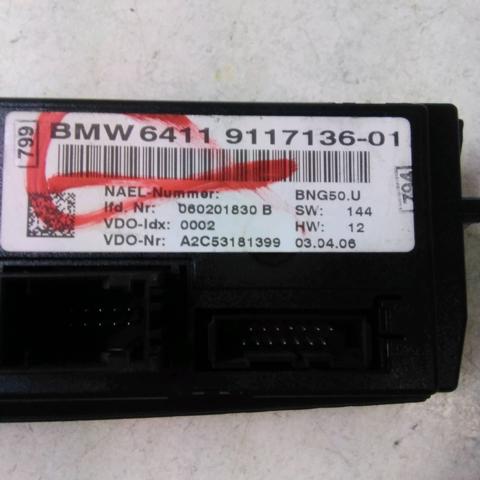 799
BMW 6411 9117136-01
794
NAEL-Nummer: BNG50.U
lfd. Nr: 060201830 B SW: 144
VDO-Idx: 0002 HW: 12
VDO-Nr: A2C53181399 03.04.06